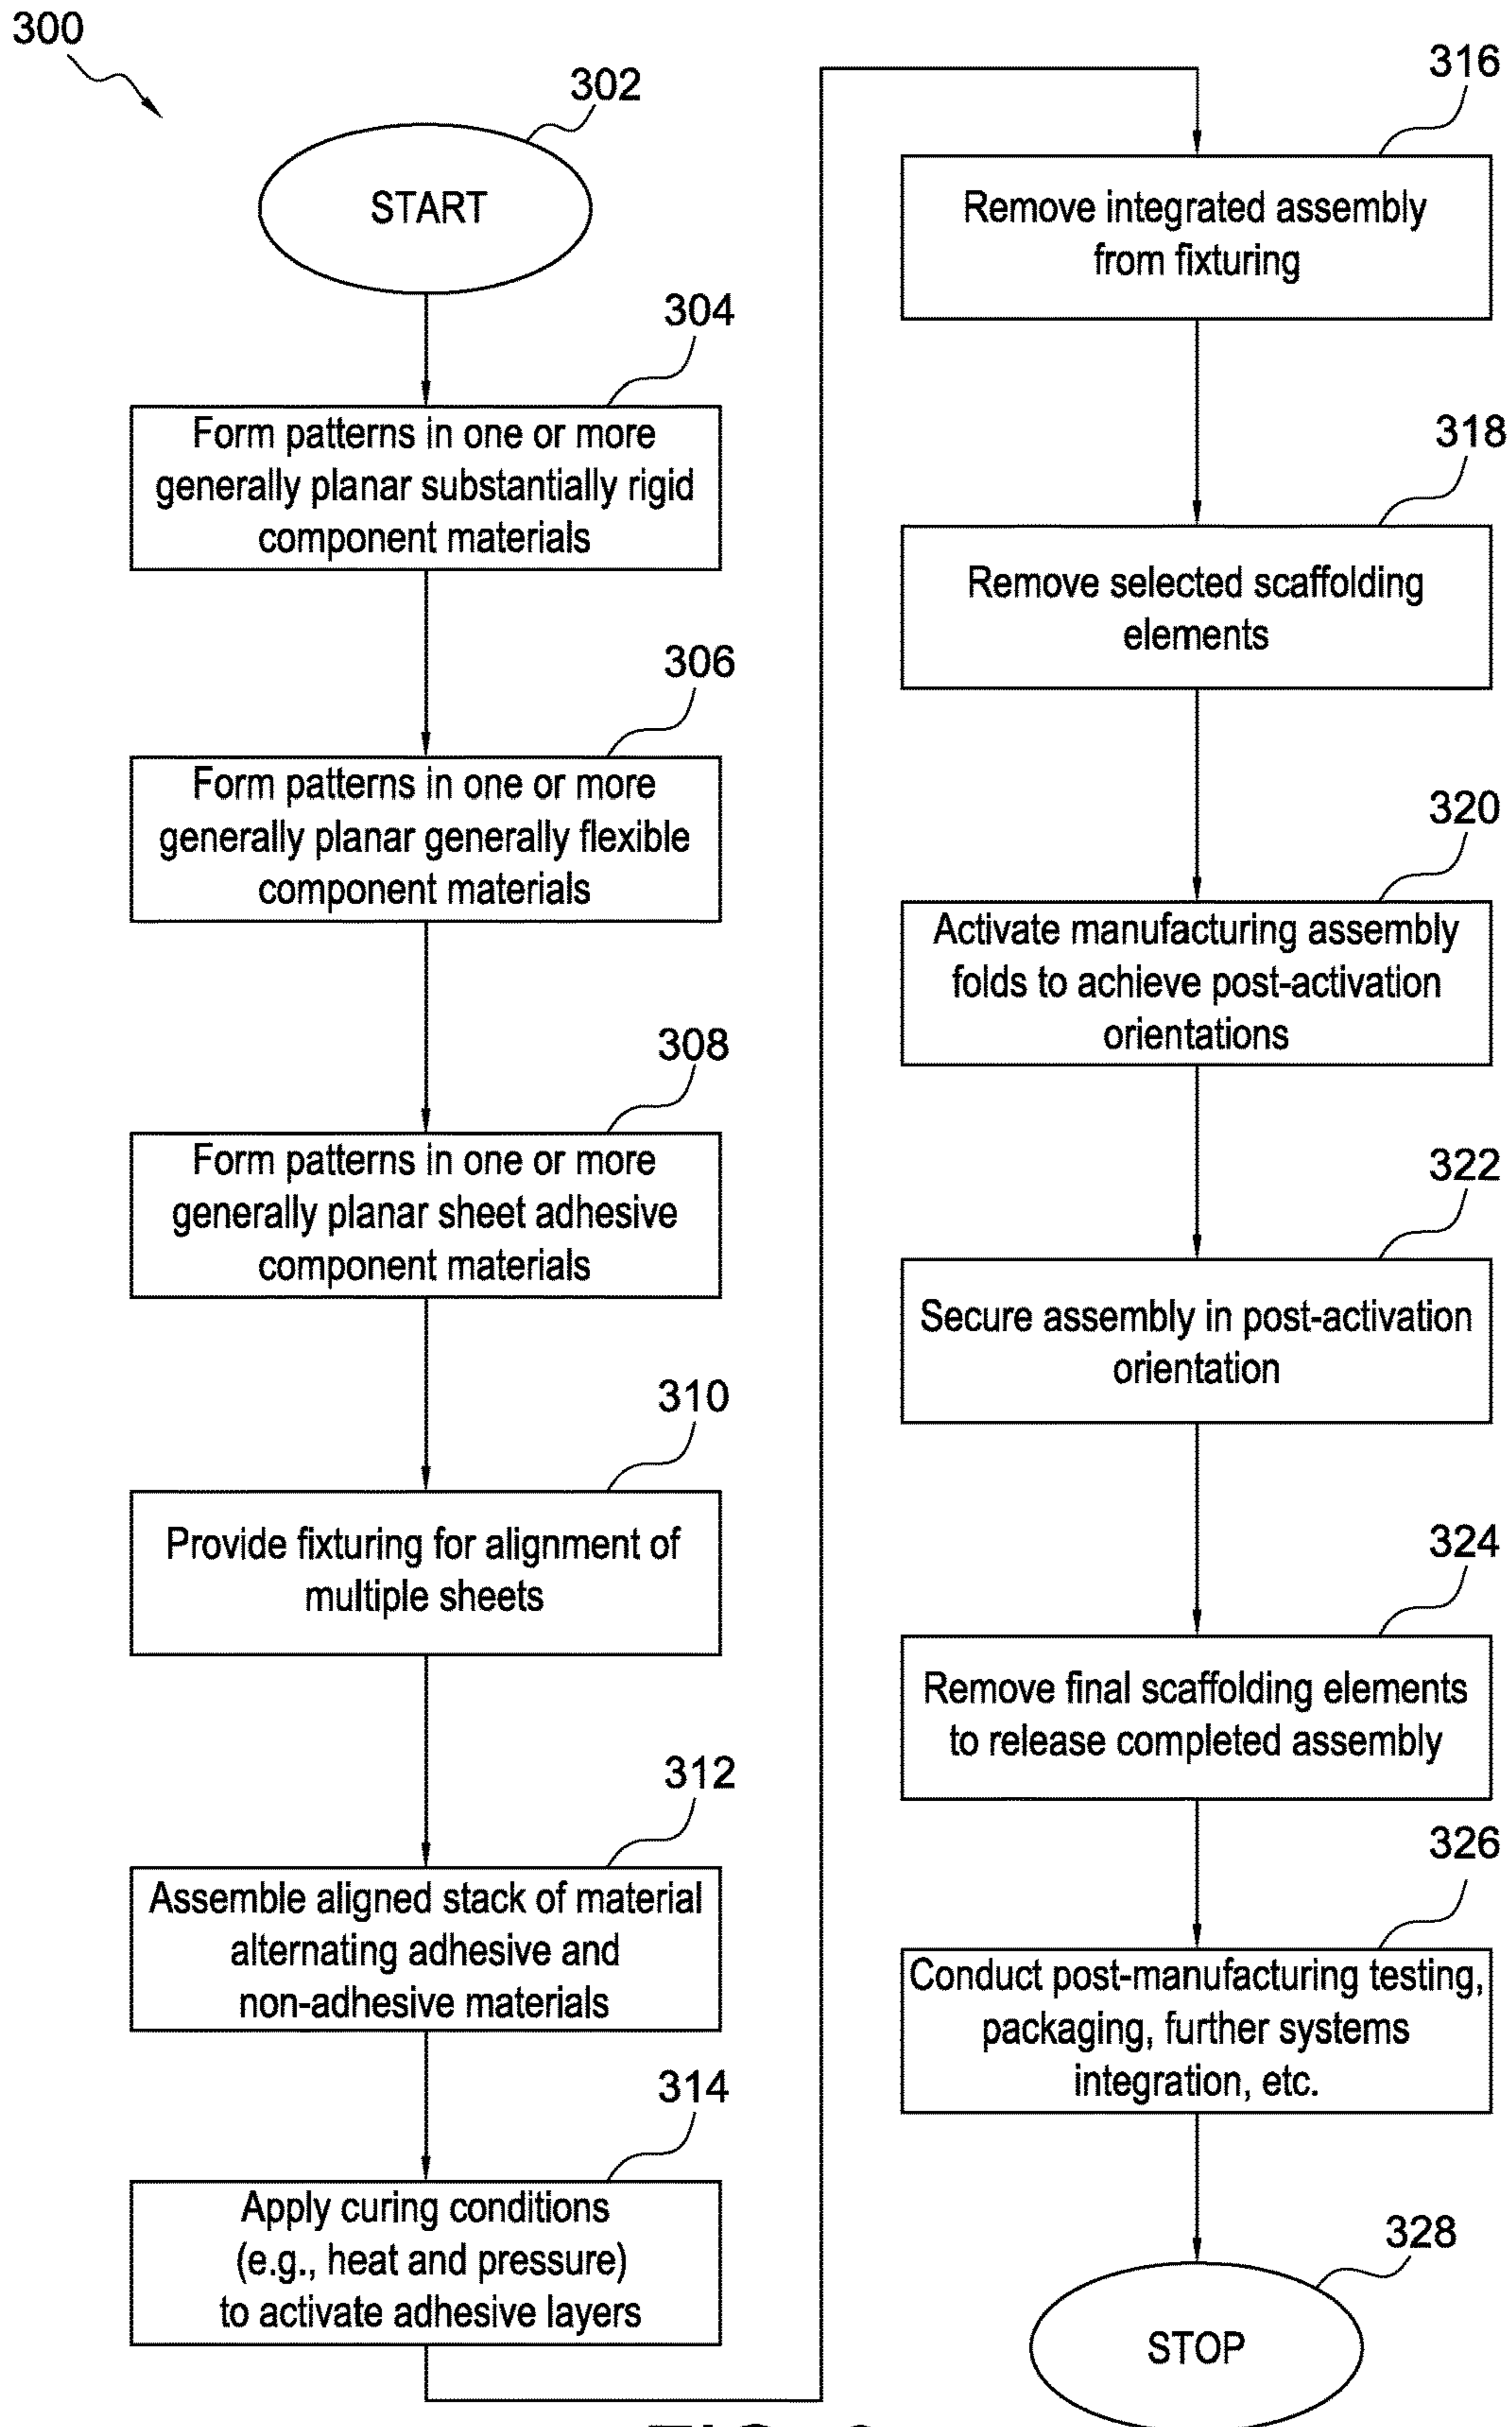 300
302
START
304
Form patterns in one or more
generally planar substantially rigid
component materials
306
Form patterns in one or more
generally planar generally flexible
component materials
308
Form patterns in one or more
generally planar sheet adhesive
component materials
310
Provide fixturing for alignment of
multiple sheets
312
Assemble aligned stack of material
alternating adhesive and
non-adhesive materials
314
Apply curing conditions
(e.g., heat and pressure)
to activate adhesive layers
316
Remove integrated assembly
from fixturing
318
Remove selected scaffolding
elements
320
Activate manufacturing assembly
folds to achieve post-activation
orientations
322
Secure assembly in post-activation
orientation
324
Remove final scaffolding elements
to release completed assembly
326
Conduct post-manufacturing testing,
packaging, further systems
integration, etc.
328
STOP